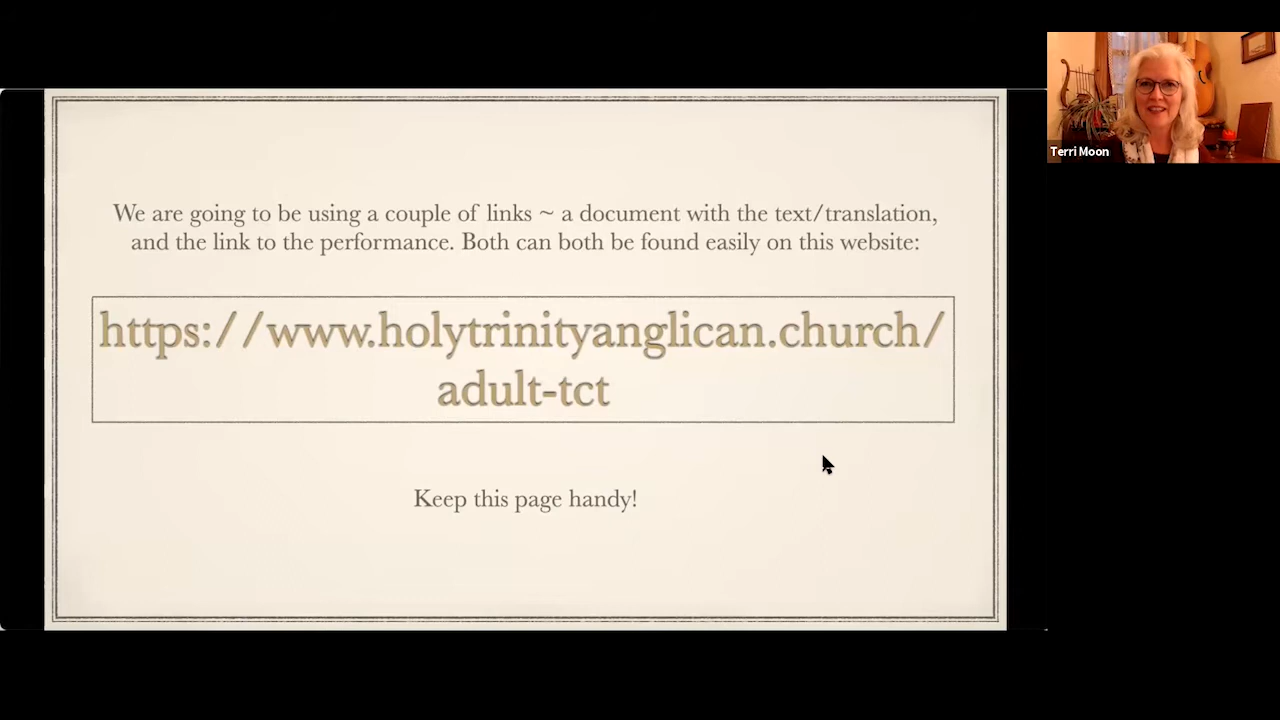 We are going to be using a couple of links ~ a document with the text/translation,
and the link to the performance. Both can both be found easily on this website:
https://www.holytrinityanglican.church/
adult-tct
Keep this page handy!
Terri Moon